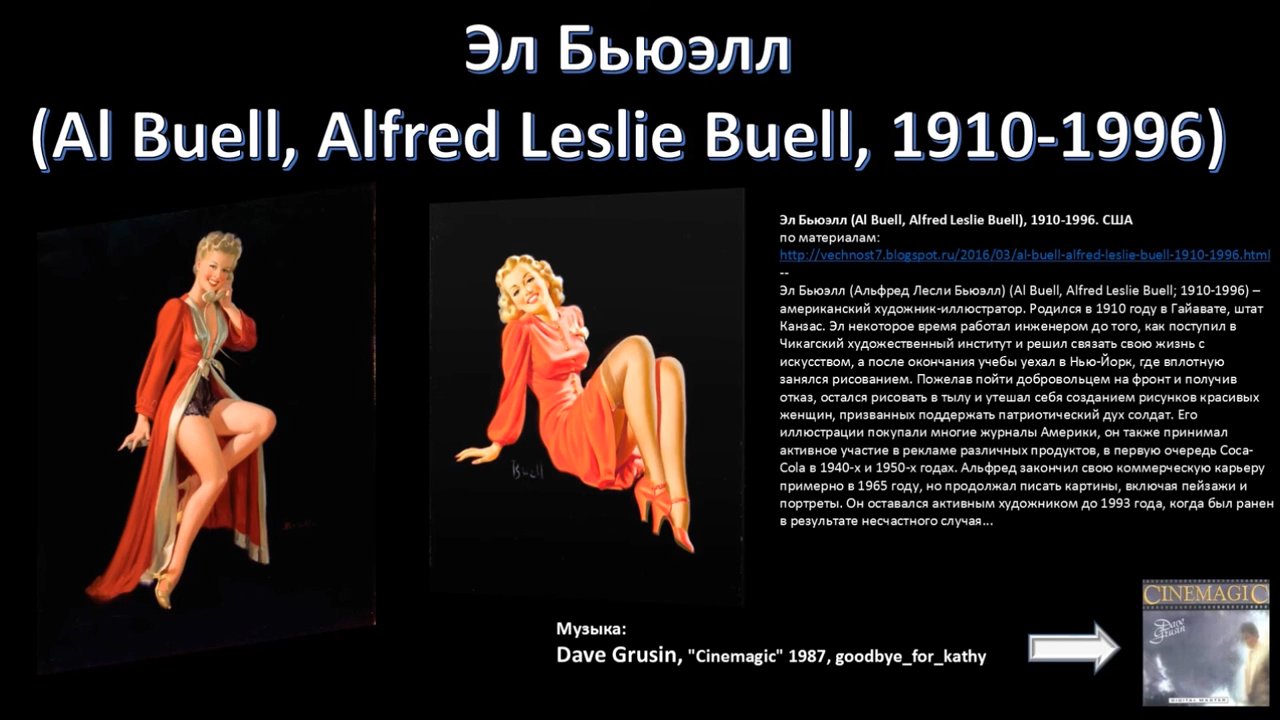 Эл Бьюэлл
(Al Buell, Alfred Leslie Buell, 1910-1996)
Эл Бьюэлл (Al Buell, Alfred Leslie Buell), 1910-1996. США
по материалам:
http://vechnost7.blogspot.ru/2016/03/al-buell-alfred-leslie-buell-1910-1996.html
--
Эл Бьюэлл (Альфред Лесли Бьюэлл) (Al Buell, Alfred Leslie Buell; 1910-1996) –
американский художник-иллюстратор. Родился в 1910 году в Гайавате, штат
Канзас. Эл некоторое время работал инженером до того, как поступил в
Чикагский художественный институт и решил связать свою жизнь с
искусством, а после окончания учебы уехал в Нью-Йорк, где вплотную
занялся рисованием. Пожелав пойти добровольцем на фронт и получив
отказ, остался рисовать в тылу и утешал себя созданием рисунков красивых
женщин, призванных поддержать патриотический дух солдат. Его
иллюстрации покупали многие журналы Америки, он также принимал
активное участие в рекламе различных продуктов, в первую очередь Coca-
Cola в 1940-х и 1950-х годах. Альфред закончил свою коммерческую карьеру
примерно в 1965 году, но продолжал писать картины, включая пейзажи и
портреты. Он оставался активным художником до 1993 года, когда был ранен
в результате несчастного случая...
Buell
Музыка:
Dave Grusin, "Cinemagic" 1987, goodbye_for_kathy
CINEMAGIC
Dave
Grusin
DIGITAL MASTER